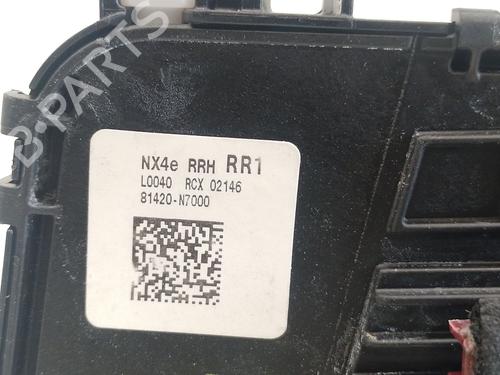 B-PARTS
NX4e RRH RR1
L0040 RCX 02146
81420-N7000